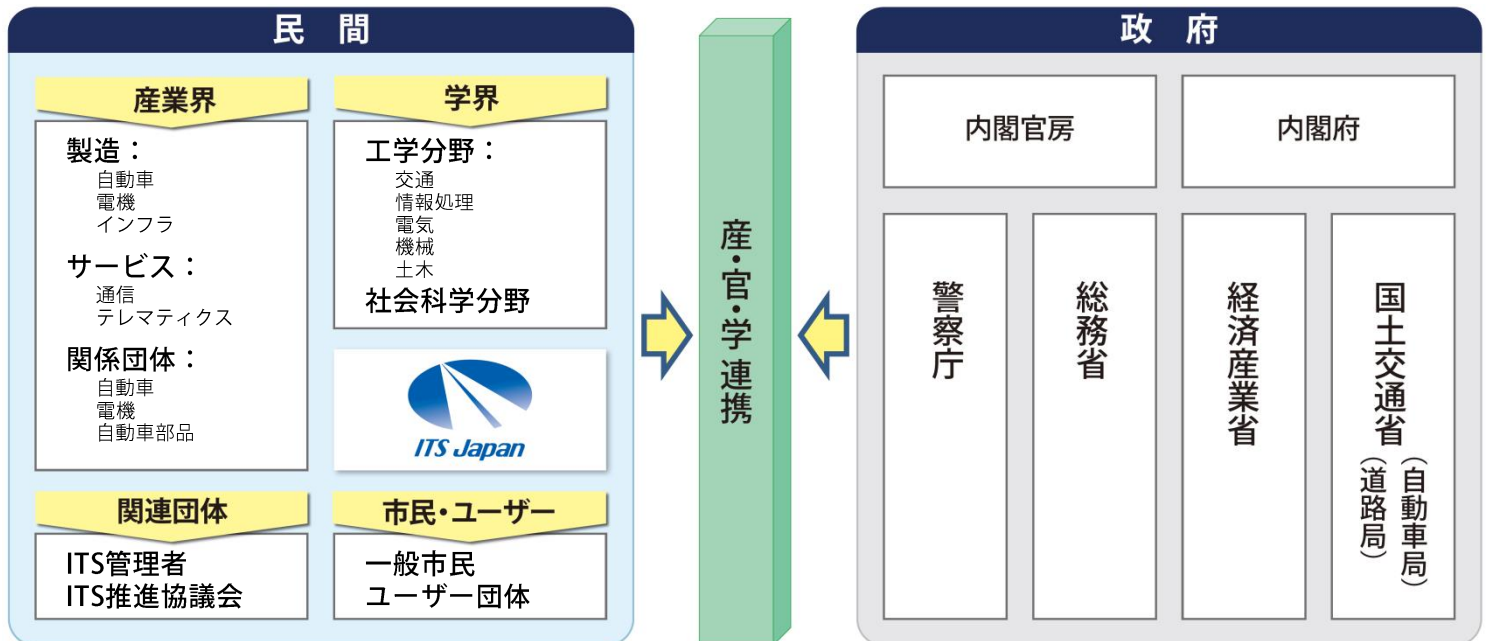 民 間
産業界
製造：
自動車
電機
インフラ
サービス：
通信
テレマティクス
関係団体：
自動車
電機
自動車部品
学界
工学分野：
交通
情報処理
電気
機械
土木
社会科学分野
ITS Japan
関連団体
ITS管理者
ITS推進協議会
市民・ユーザー
一般市民
ユーザー団体
産・官・学 連携
政 府
内閣官房
内閣府
警察庁
総務省
経済産業省
国土交通省
（自動車局）
（道路局）